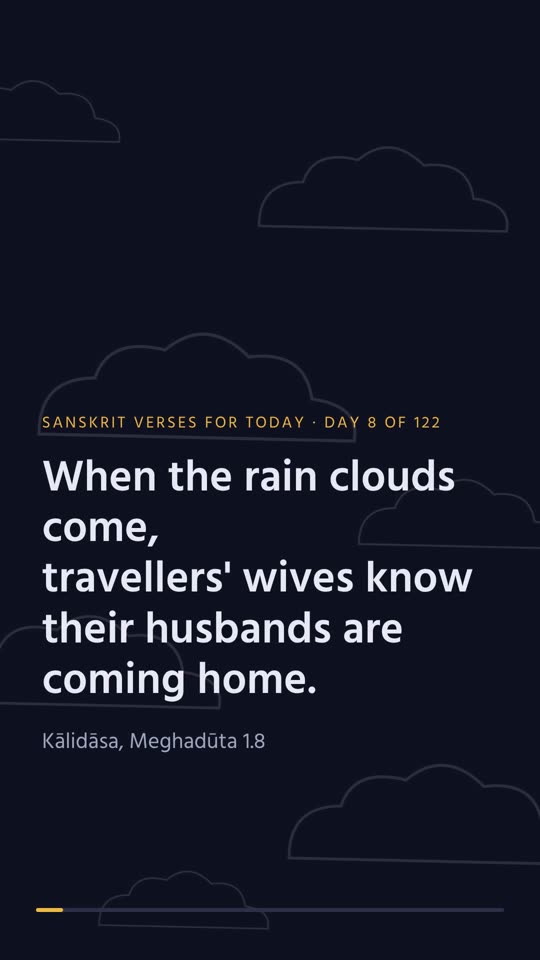 SANSKRIT VERSES FOR TODAY · DAY 8 OF 122
When the rain clouds
come,
travellers' wives know
their husbands are
coming home.
Kālidāsa, Meghadūta 1.8